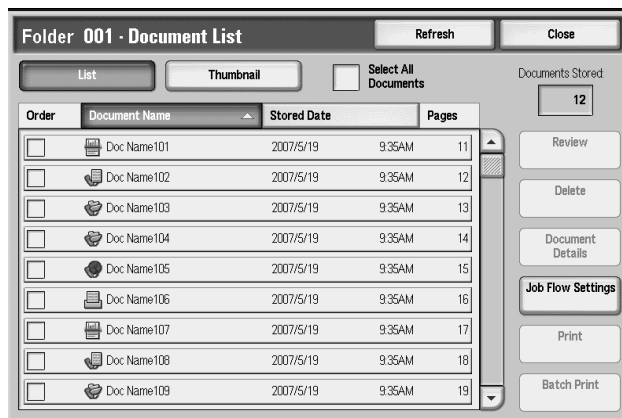 Folder 001 - Document List
Refresh
Close
List
Thumbnail
Select All
Documents
Documents Stored:
12
Order
Document Name
Stored Date
Pages
Doc Name101 2007/5/19 9:35AM 11
Doc Name102 2007/5/19 9:35AM 12
Doc Name103 2007/5/19 9:35AM 13
Doc Name104 2007/5/19 9:35AM 14
Doc Name105 2007/5/19 9:35AM 15
Doc Name106 2007/5/19 9:35AM 16
Doc Name107 2007/5/19 9:35AM 17
Doc Name108 2007/5/19 9:35AM 18
Doc Name109 2007/5/19 9:35AM 19
Review
Delete
Document
Details
Job Flow Settings
Print
Batch Print